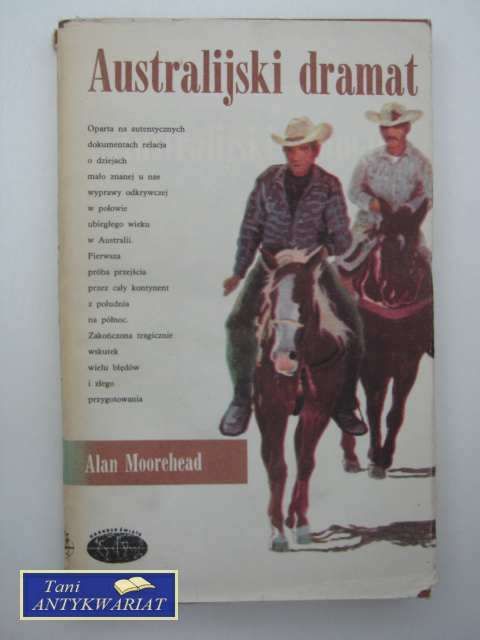 Australijski dramat
Oparta na autentycznych
dokumentach relacja
o dziejach
mało znanej u nas
wyprawy odkrywczej
w połowie
ubiegłego wieku
w Australii.
Pierwsza
próba przejścia
przez cały kontynent
z południa
na północ.
Zakończona tragicznie
wskutek
wielu błędów
i złego
przygotowania
Alan Moorehead
Tani
ANTYKWARIAT